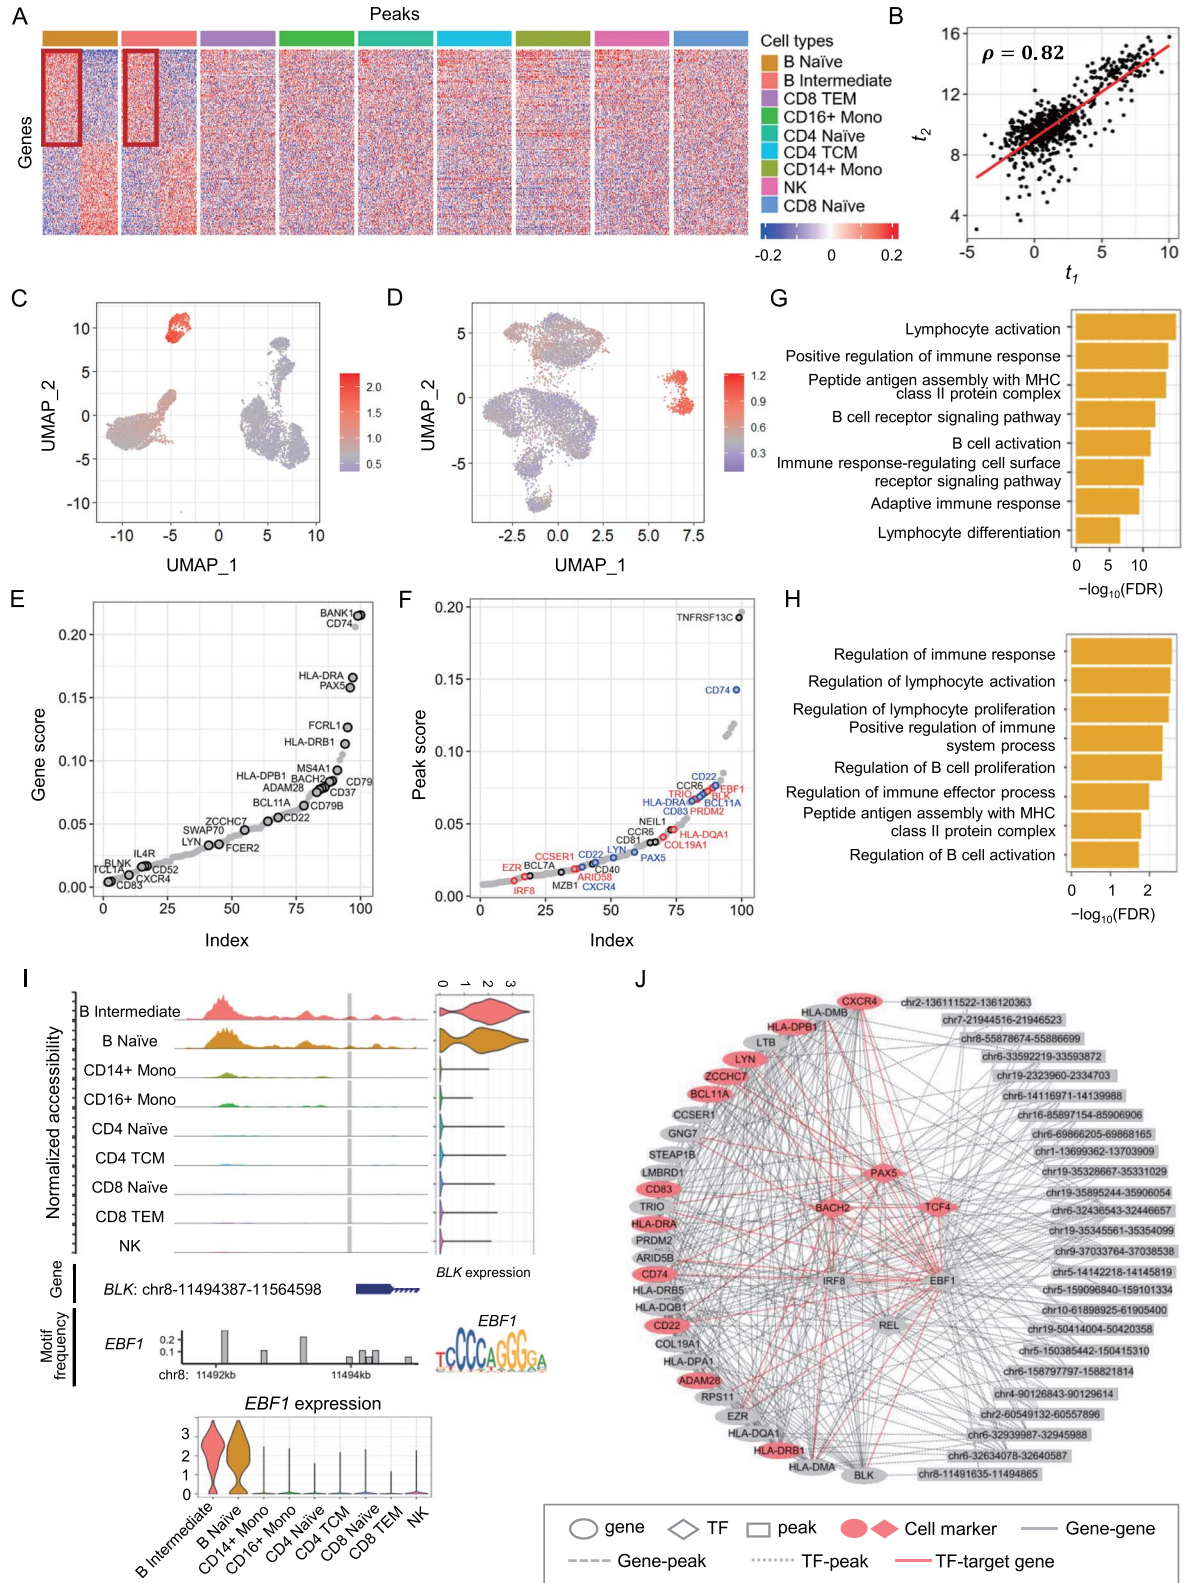 A
Peaks
Genes
Cell types
B Naïve
B Intermediate
CD8 TEM
CD16+ Mono
CD4 Naïve
CD4 TCM
CD14+ Mono
NK
CD8 Naïve
-0.2 0 0.2
B
ρ = 0.82
16
12
8
4
t2
-5 0 5 10
t1
C
10
5
0
-5
-10
UMAP_2
-10 -5 0 5 10
UMAP_1
2.0
1.5
1.0
0.5
D
5
0
-5
UMAP_2
-2.5 0.0 2.5 5.0 7.5
UMAP_1
1.2
0.9
0.6
0.3
G
Lymphocyte activation
Positive regulation of immune response
Peptide antigen assembly with MHC
class II protein complex
B cell receptor signaling pathway
B cell activation
Immune response-regulating cell surface
receptor signaling pathway
Adaptive immune response
Lymphocyte differentiation
0 5 10
−log10(FDR)
E
Gene score
0.20
0.15
0.10
0.05
0.00
BANK1
CD74
HLA-DRA
PAX5
FCRL1
HLA-DRB1
MS4A1
HLA-DPB1
BACH2
CD79
ADAM28
CD37
BCL11A
CD79B
CD22
ZCCHC7
SWAP70
LYN
FCER2
IL4R
BLNK
CD52
TCL1A
CXCR4
CD83
0 25 50 75 100
Index
F
Peak score
0.20
0.15
0.10
0.05
0.00
TNFRSF13C
CD74
CD22
CCR6
EBF1
TRIO
BLK
HLA-DRA
BCL11A
CD83
PRDM2
NEIL1
CCR6
HLA-DQA1
CD81
COL19A1
LYN
CD22
PAX5
CCSER1
BCL7A
EZR
CD40
ARID5B
MZB1
IRF8
CXCR4
0 25 50 75 100
Index
H
Regulation of immune response
Regulation of lymphocyte activation
Regulation of lymphocyte proliferation
Positive regulation of immune
system process
Regulation of B cell proliferation
Regulation of immune effector process
Peptide antigen assembly with MHC
class II protein complex
Regulation of B cell activation
0 1 2
−log10(FDR)
I
Normalized accessibility
B Intermediate
B Naïve
CD14+ Mono
CD16+ Mono
CD4 Naïve
CD4 TCM
CD8 Naïve
CD8 TEM
NK
0 1 2 3
BLK expression
Gene
BLK: chr8-11494387-11564598
Motif
frequency
EBF1
0.2
0.1
chr8: 11492kb 11494kb
EBF1
TCCCCAGGGGA
EBF1 expression
3
2
1
0
B Intermediate
B Naïve
CD14+ Mono
CD16+ Mono
CD4 Naïve
CD4 TCM
CD8 Naïve
CD8 TEM
NK
J
CXCR4
HLA-DMB
HLA-DPB1
LTB
LYN
ZCCHC7
BCL11A
CCSER1
GNG7
STEAP1B
LMBRD1
CD83
TRIO
HLA-DRA
PRDM2
ARID5B
CD74
HLA-DRB5
HLA-DQB1
CD22
COL19A1
HLA-DPA1
ADAM28
RPS11
EZR
HLA-DQA1
HLA-DRB1
HLA-DMA
BLK
PAX5
BACH2
TCF4
IRF8
EBF1
REL
chr2-136111522-136120363
chr7-21944516-21946523
chr8-55878674-55886699
chr6-33592219-33593872
chr19-2323960-2334703
chr6-14116971-14139988
chr16-85897154-85906906
chr6-69866205-69868165
chr1-13699362-13703909
chr19-35328667-35331029
chr19-35895244-35906054
chr6-32436543-32446657
chr19-35345561-35354099
chr9-37033764-37038538
chr5-14142218-14145819
chr5-159096840-159101334
chr10-61898925-61905400
chr19-50414004-50420358
chr5-150385442-150415310
chr6-158797797-158821814
chr4-90126843-90129614
chr2-60549132-60557896
chr6-32939987-32945988
chr6-32634078-32640587
chr8-11491635-11494865
gene TF peak Cell marker Gene-gene
Gene-peak TF-peak TF-target gene